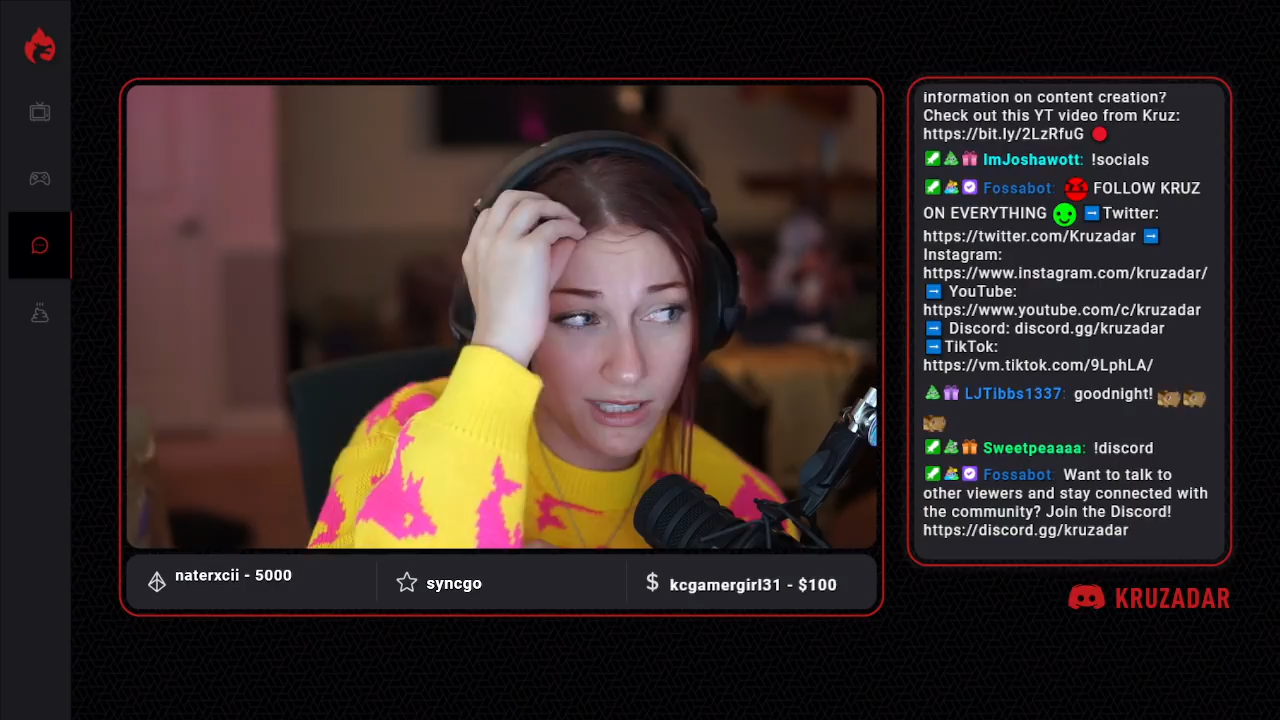 information on content creation?
Check out this YT video from Kruz:
https://bit.ly/2LzRfuG
ImJoshawott: !socials
Fossabot: FOLLOW KRUZ
ON EVERYTHING Twitter:
https://twitter.com/Kruzadar
Instagram:
https://www.instagram.com/kruzadar/
YouTube:
https://www.youtube.com/c/kruzadar
Discord: discord.gg/kruzadar
TikTok:
https://vm.tiktok.com/9LphLA/
LJTibbs1337: goodnight!
Sweetpeaaaa: !discord
Fossabot: Want to talk to
other viewers and stay connected with
the community? Join the Discord!
https://discord.gg/kruzadar
naterxcii - 5000
syncgo
$ kcgamergirl31 - $100
KRUZADAR